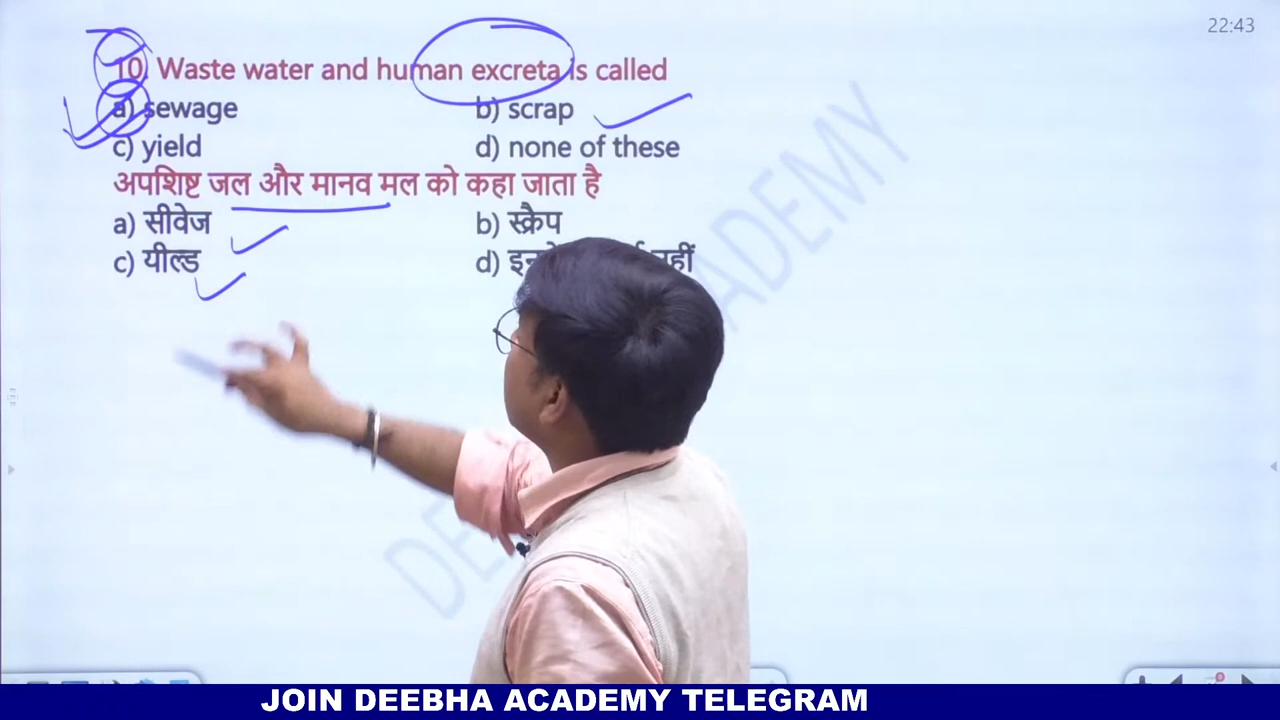 22:43
10. Waste water and human excreta is called
a) sewage b) scrap
c) yield d) none of these
अपशिष्ट जल और मानव मल को कहा जाता है
a) सीवेज b) स्क्रैप
c) यील्ड d) नहीं
JOIN DEEBHA ACADEMY TELEGRAM